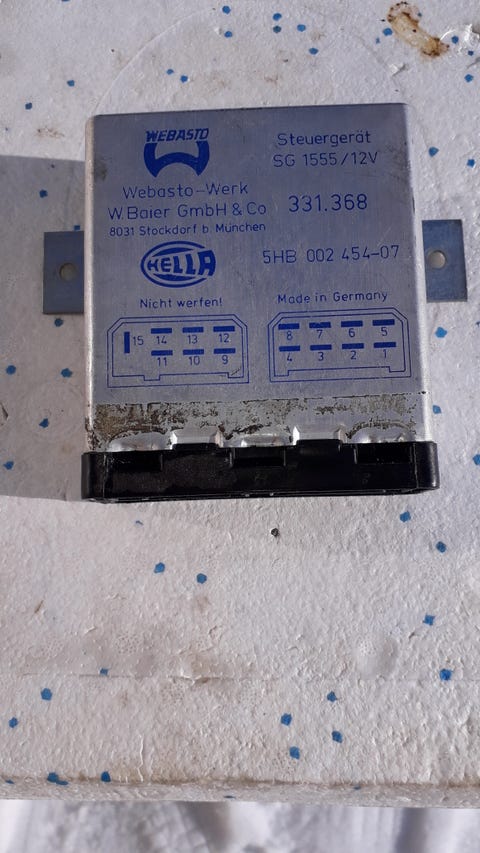 WEBASTO
Steuergerät
SG 1555/12V
Webasto-Werk
W.Baier GmbH & Co
331.368
8031 Stockdorf b. München
HELLA
5HB 002 454-07
Nicht werfen!
Made in Germany
15 14 13 12
11 10 9
8 7 6 5
4 3 2 1